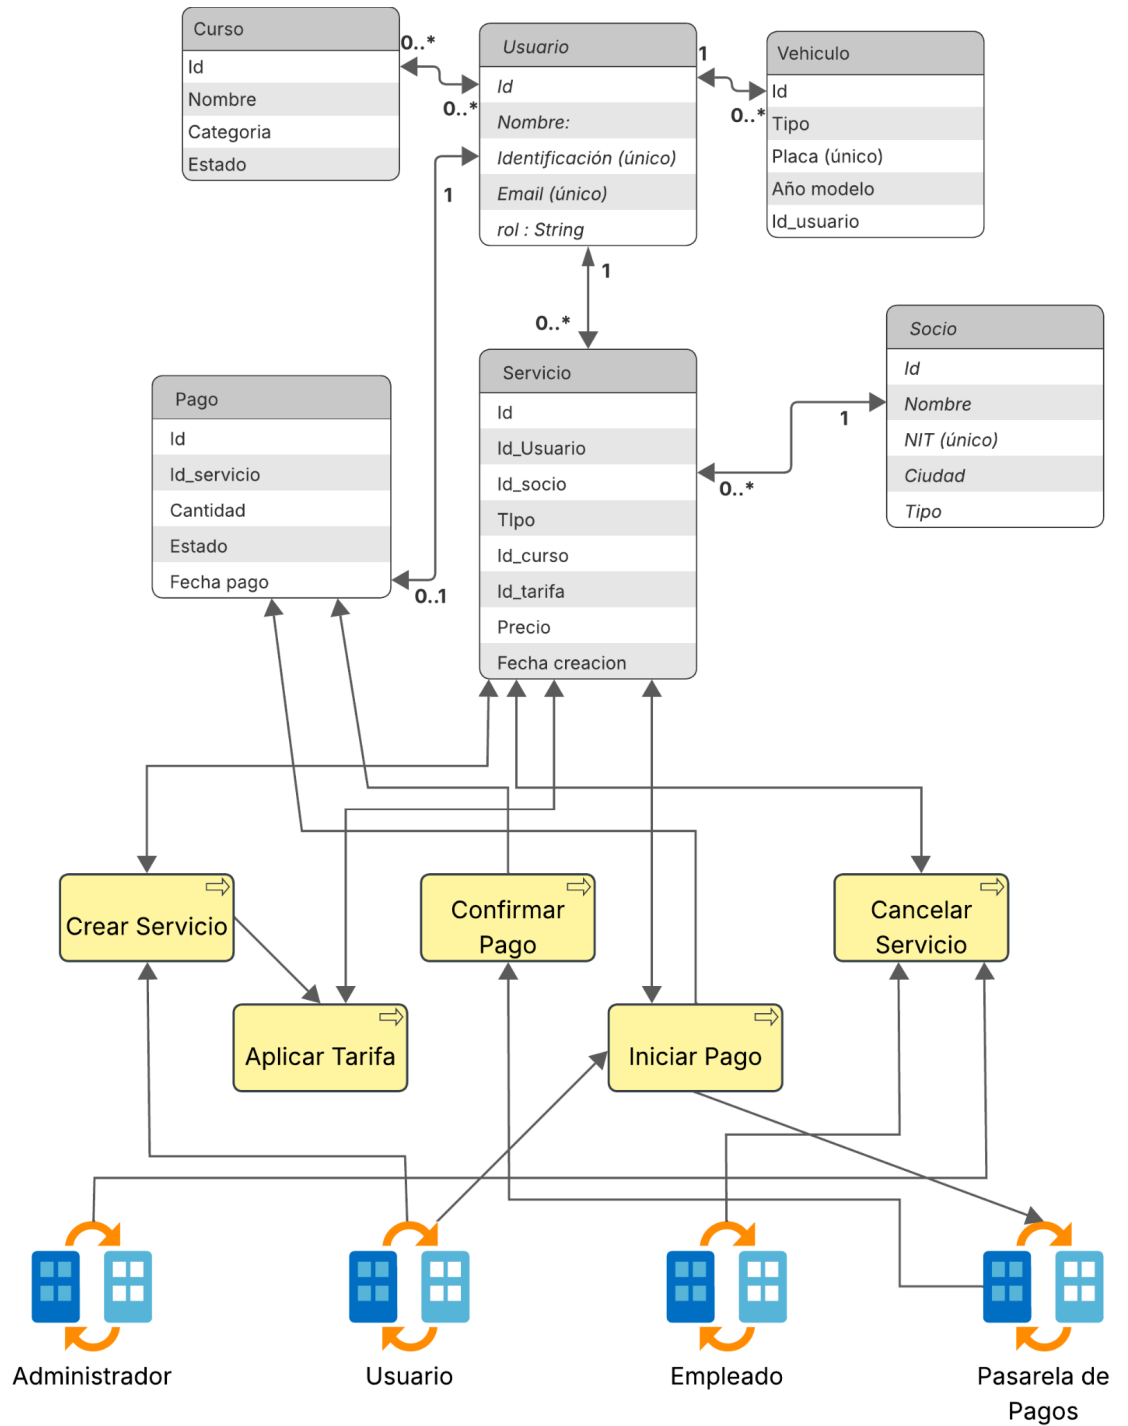 Curso
Id
Nombre
Categoria
Estado
0..*
0..*
Usuario
Id
Nombre:
Identificación (único)
Email (único)
rol : String
1
0..*
Vehiculo
Id
Tipo
Placa (único)
Año modelo
Id_usuario
1
1
0..*
Socio
Id
Nombre
NIT (único)
Ciudad
Tipo
Pago
Id
Id_servicio
Cantidad
Estado
Fecha pago
0..1
Servicio
Id
Id_Usuario
Id_socio
TIpo
Id_curso
Id_tarifa
Precio
Fecha creacion
1
0..*
Crear Servicio
Confirmar
Pago
Cancelar
Servicio
Aplicar Tarifa
Iniciar Pago
Administrador
Usuario
Empleado
Pasarela de
Pagos